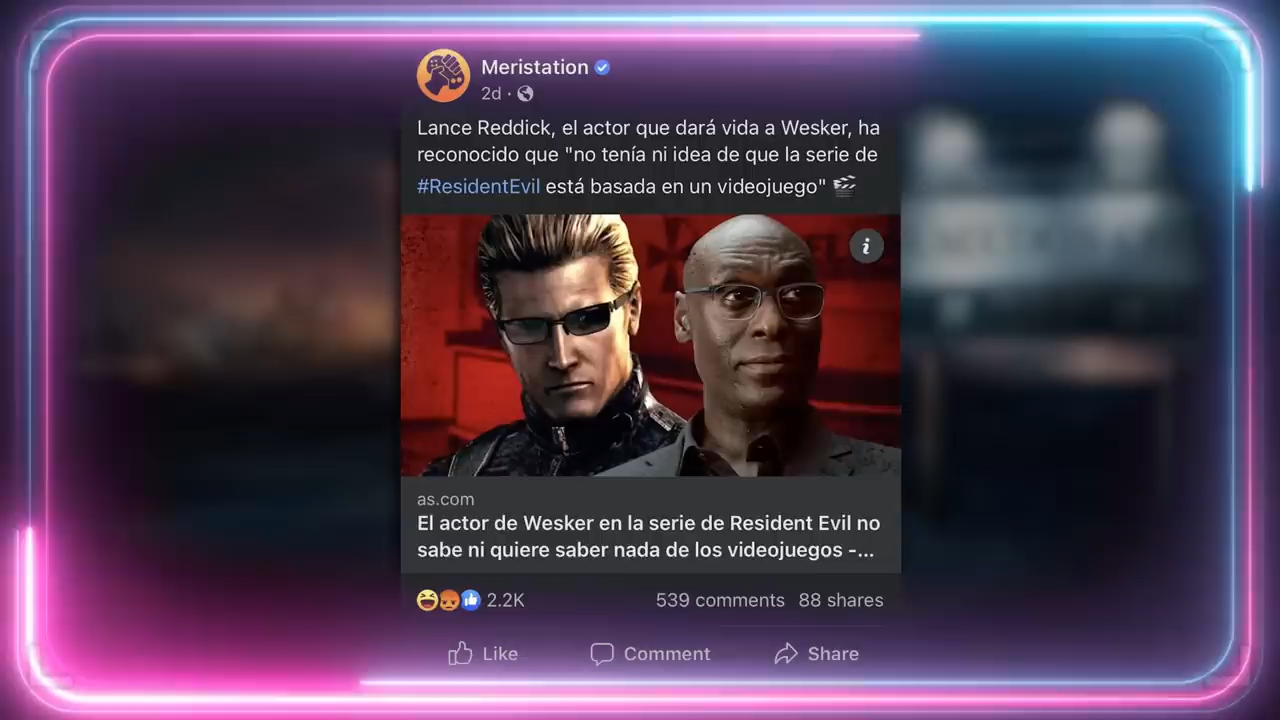 Meristation
2d ·
Lance Reddick, el actor que dará vida a Wesker, ha
reconocido que "no tenía ni idea de que la serie de
#ResidentEvil está basada en un videojuego"
as.com
El actor de Wesker en la serie de Resident Evil no
sabe ni quiere saber nada de los videojuegos -...
2.2K 539 comments 88 shares
Like Comment Share